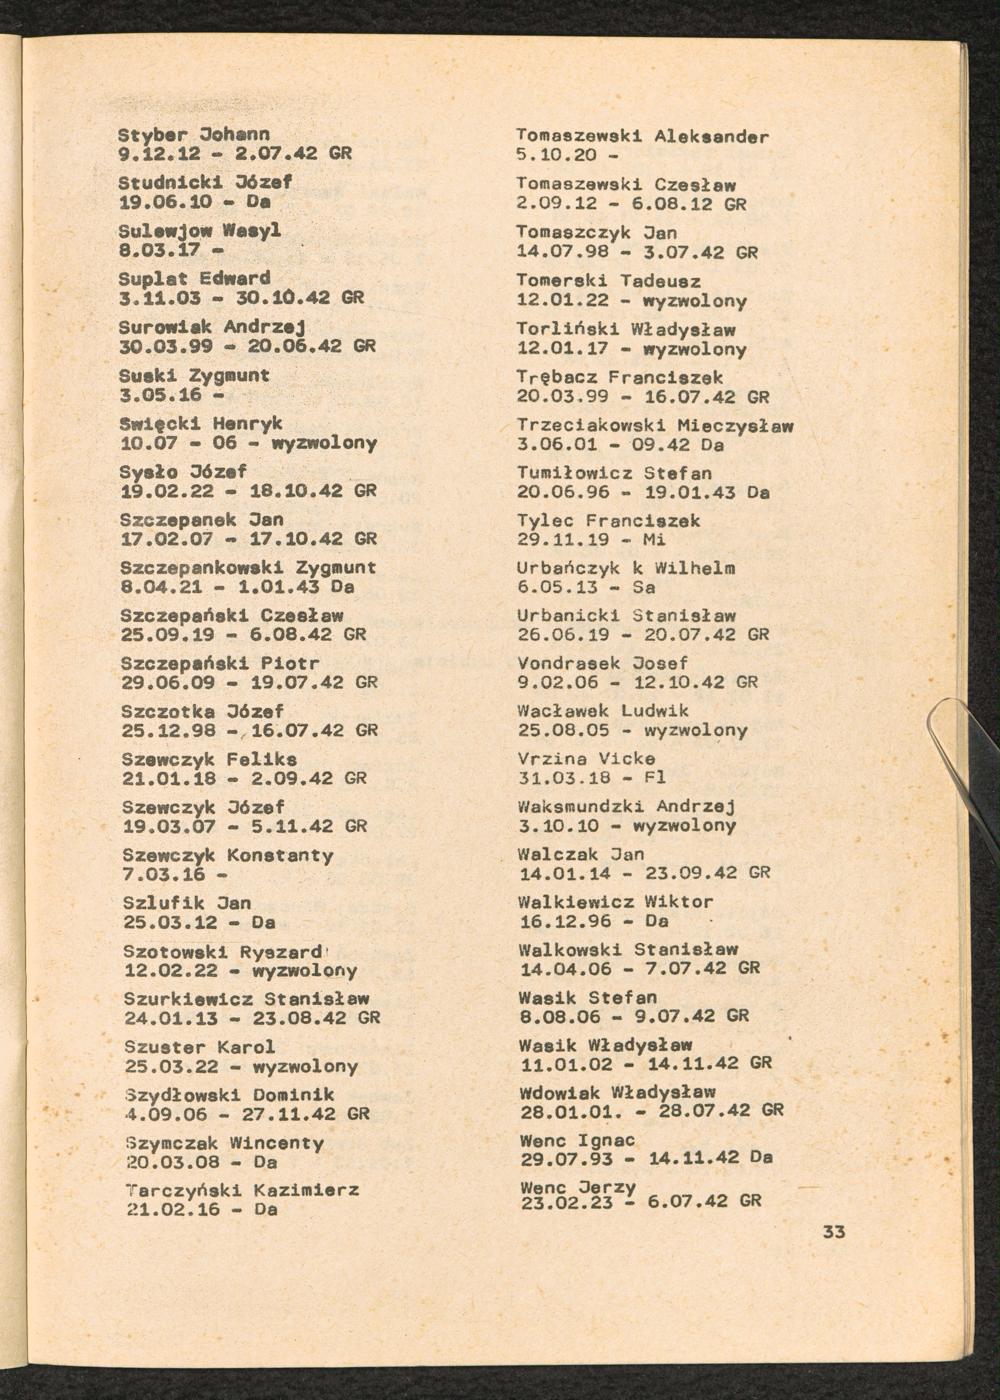 Styber Johann
9.12.12 - 2.07.42 GR
Studnicki Józef
19.06.10 - Da
Sulewjow Wasyl
8.03.17 -
Suplat Edward
3.11.03 - 30.10.42 GR
Surowiak Andrzej
30.03.99 - 20.06.42 GR
Suski Zygmunt
3.05.16 -
Swięcki Henryk
10.07 - 06 - wyzwolony
Sysło Józef
19.02.22 - 18.10.42 GR
Szczepanek Jan
17.02.07 - 17.10.42 GR
Szczepankowski Zygmunt
8.04.21 - 1.01.43 Da
Szczepański Czesław
25.09.19 - 6.08.42 GR
Szczepański Piotr
29.06.09 - 19.07.42 GR
Szczotka Józef
25.12.98 - 16.07.42 GR
Szewczyk Feliks
21.01.18 - 2.09.42 GR
Szewczyk Józef
19.03.07 - 5.11.42 GR
Szewczyk Konstanty
7.03.16 -
Szlufik Jan
25.03.12 - Da
Szotowski Ryszard
12.02.22 - wyzwolony
Szurkiewicz Stanisław
24.01.13 - 23.08.42 GR
Szuster Karol
25.03.22 - wyzwolony
Szydłowski Dominik
4.09.06 - 27.11.42 GR
Szymczak Wincenty
20.03.08 - Da
Tarczyński Kazimierz
21.02.16 - Da
Tomaszewski Aleksander
5.10.20 -
Tomaszewski Czesław
2.09.12 - 6.08.12 GR
Tomaszczyk Jan
14.07.98 - 3.07.42 GR
Tomerski Tadeusz
12.01.22 - wyzwolony
Torliński Władysław
12.01.17 - wyzwolony
Trębacz Franciszek
20.03.99 - 16.07.42 GR
Trzeciakowski Mieczysław
3.06.01 - 09.42 Da
Tumiłowicz Stefan
20.06.96 - 19.01.43 Da
Tylec Franciszek
29.11.19 - Mi
Urbańczyk k Wilhelm
6.05.13 - Sa
Urbanicki Stanisław
26.06.19 - 20.07.42 GR
Vondrasek Josef
9.02.06 - 12.10.42 GR
Wacławek Ludwik
25.08.05 - wyzwolony
Vrzina Vicke
31.03.18 - Fl
Waksmundzki Andrzej
3.10.10 - wyzwolony
Walczak Jan
14.01.14 - 23.09.42 GR
Walkiewicz Wiktor
16.12.96 - Da
Walkowski Stanisław
14.04.06 - 7.07.42 GR
Wasik Stefan
8.08.06 - 9.07.42 GR
Wasik Władysław
11.01.02 - 14.11.42 GR
Wdowiak Władysław
28.01.01. - 28.07.42 GR
Wenc Ignac
29.07.93 - 14.11.42 Da
Wenc Jerzy
23.02.23 - 6.07.42 GR
33